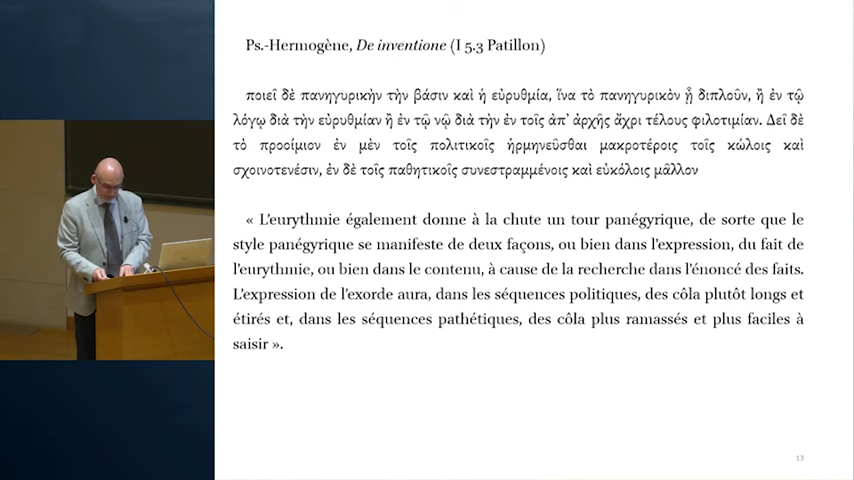 Ps.-Hermogène, De inventione (I 5.3 Patillon)
ποιεῖ δὲ πανηγυρικὴν τὴν βάσιν καὶ ἡ εὐρυθμία, ἵνα τὸ πανηγυρικὸν ᾖ διπλοῦν, ἢ ἐν τῷ
λόγῳ διὰ τὴν εὐρυθμίαν ἢ ἐν τῷ νῷ διὰ τὴν ἐν τοῖς ἀπ’ ἀρχῆς ἄχρι τέλους φιλοτιμίαν. Δεῖ δὲ
τὸ προοίμιον ἐν μὲν τοῖς πολιτικοῖς ἡρμηνεῦσθαι μακροτέροις τοῖς κώλοις καὶ
σχοινοτενέσιν, ἐν δὲ τοῖς παθητικοῖς συνεστραμμένοις καὶ εὐκόλοις μᾶλλον
« L'eurythmie également donne à la chute un tour panégyrique, de sorte que le
style panégyrique se manifeste de deux façons, ou bien dans l'expression, du fait de
l'eurythmie, ou bien dans le contenu, à cause de la recherche dans l'énoncé des faits.
L'expression de l'exorde aura, dans les séquences politiques, des côla plutôt longs et
étirés et, dans les séquences pathétiques, des côla plus ramassés et plus faciles à
saisir ».
13